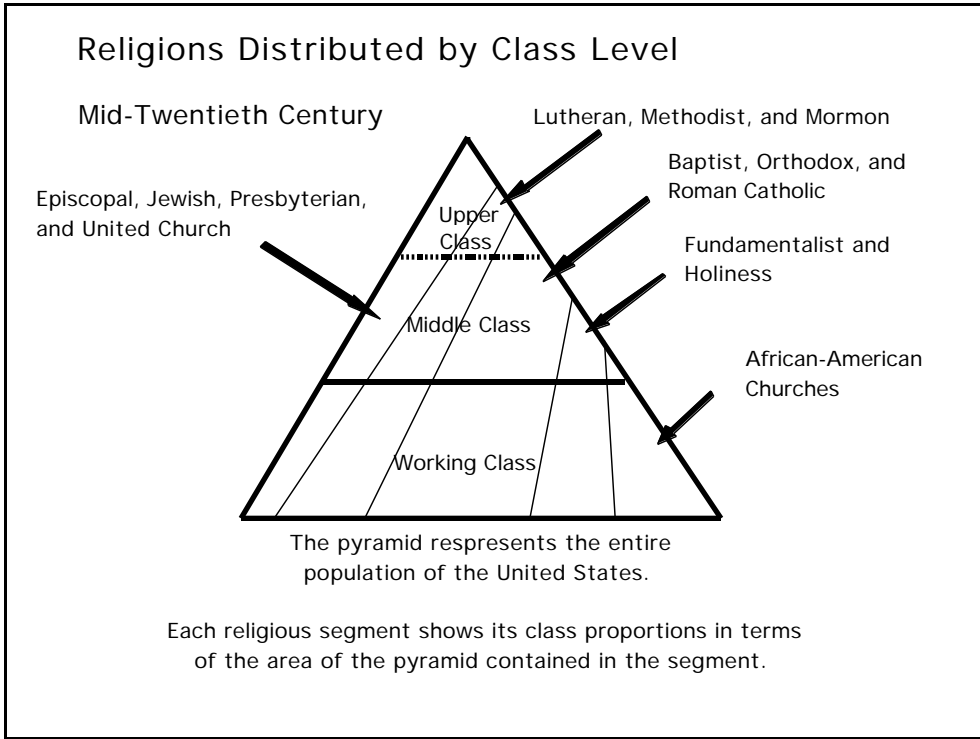 Religions Distributed by Class Level
Mid-Twentieth Century
Lutheran, Methodist, and Mormon
Baptist, Orthodox, and
Roman Catholic
Episcopal, Jewish, Presbyterian,
and United Church
Upper
Class
Fundamentalist and
Holiness
Middle Class
African-American
Churches
Working Class
The pyramid respresents the entire
population of the United States.
Each religious segment shows its class proportions in terms
of the area of the pyramid contained in the segment.